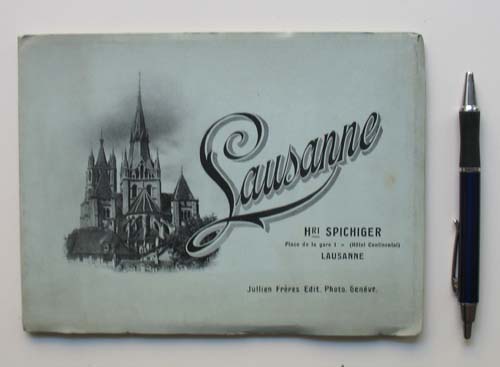 Lausanne
HRI SPICHIGER
Place de la gare 1 - (Hôtel Continental)
LAUSANNE
Jullien Frères Edit. Photo. Genève.